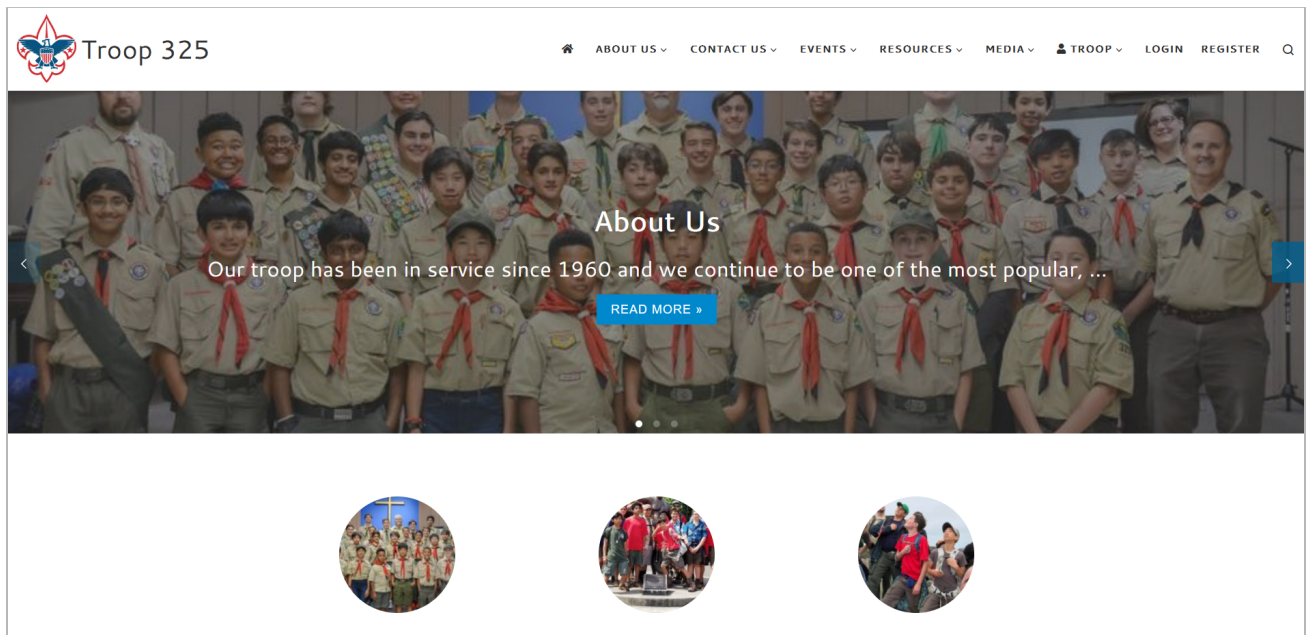 Troop 325
ABOUT US
CONTACT US
EVENTS
RESOURCES
MEDIA
TROOP
LOGIN
REGISTER
About Us
Our troop has been in service since 1960 and we continue to be one of the most popular, ...
READ MORE »